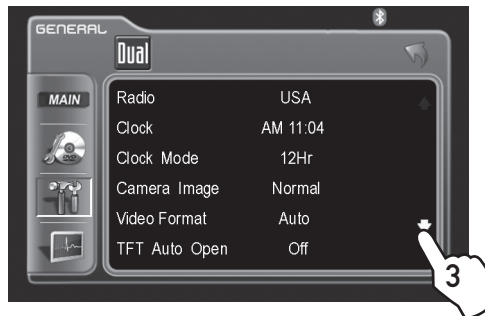 GENERAL
Dual
MAIN
Radio USA
Clock AM 11:04
Clock Mode 12Hr
Camera Image Normal
Video Format Auto
TFT Auto Open Off
DVD
3